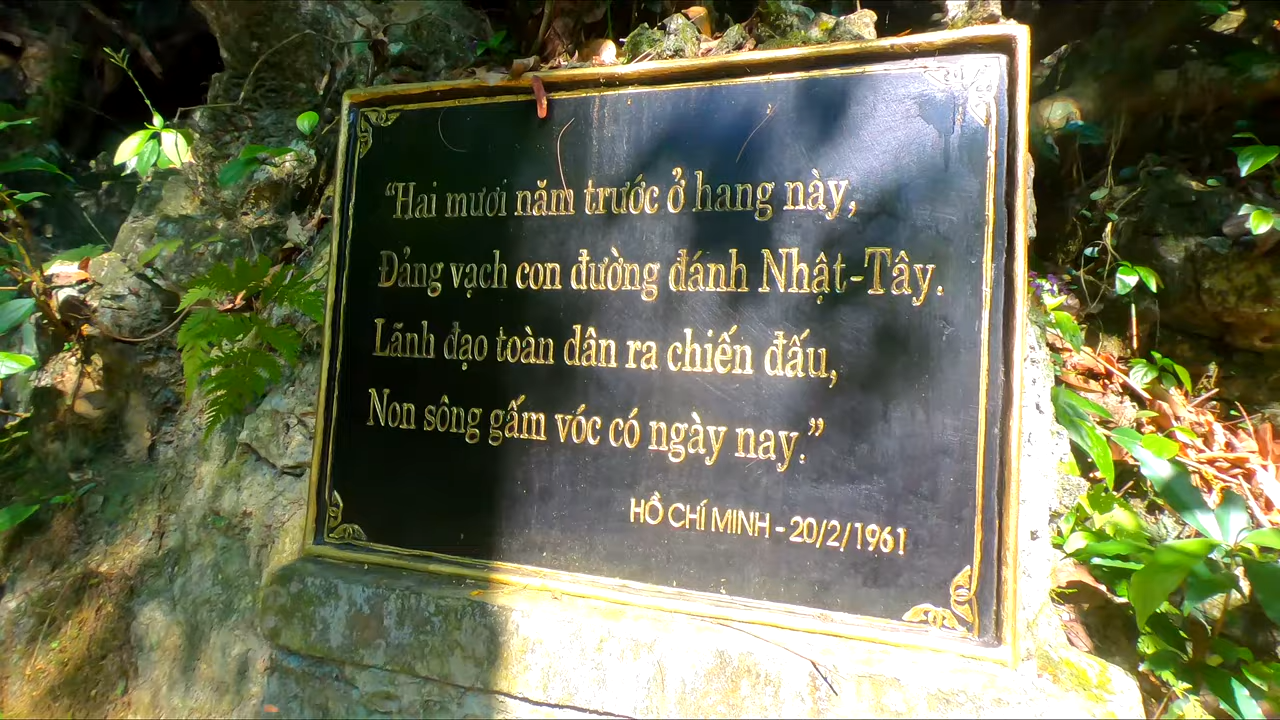 “Hai mươi năm trước ở hang này,
Đảng vạch con đường đánh Nhật-Tây.
Lãnh đạo toàn dân ra chiến đấu,
Non sông gấm vóc có ngày nay.”
HỒ CHÍ MINH - 20/2/1961